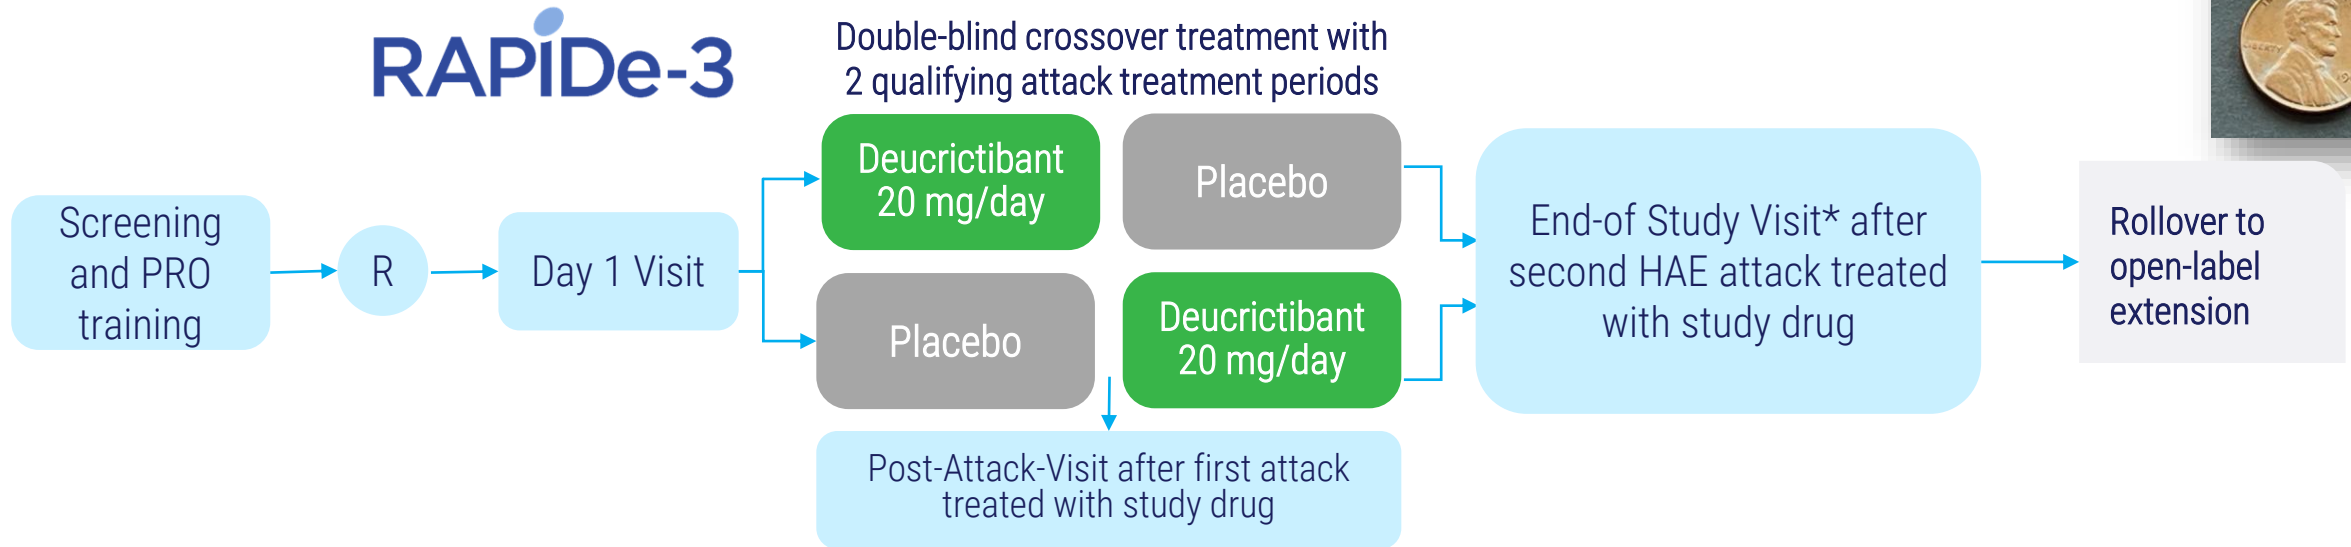 RAPiDe-3
Double-blind crossover treatment with
2 qualifying attack treatment periods
Screening
and PRO
training
R
Day 1 Visit
Deucrictibant
20 mg/day
Placebo
Placebo
Deucrictibant
20 mg/day
Post-Attack-Visit after first attack
treated with study drug
End-of Study Visit* after
second HAE attack treated
with study drug
Rollover to
open-label
extension
LIBERTY